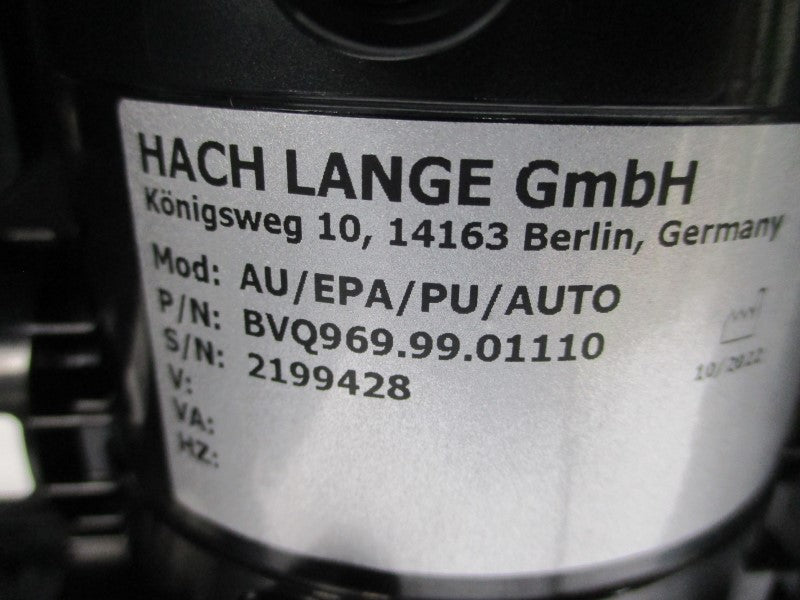 HACH LANGE GmbH
Königsweg 10, 14163 Berlin, Germany
Mod: AU/EPA/PU/AUTO
P/N: BVQ969.99.01110
S/N: 2199428
V:
VA:
HZ:
10/2022